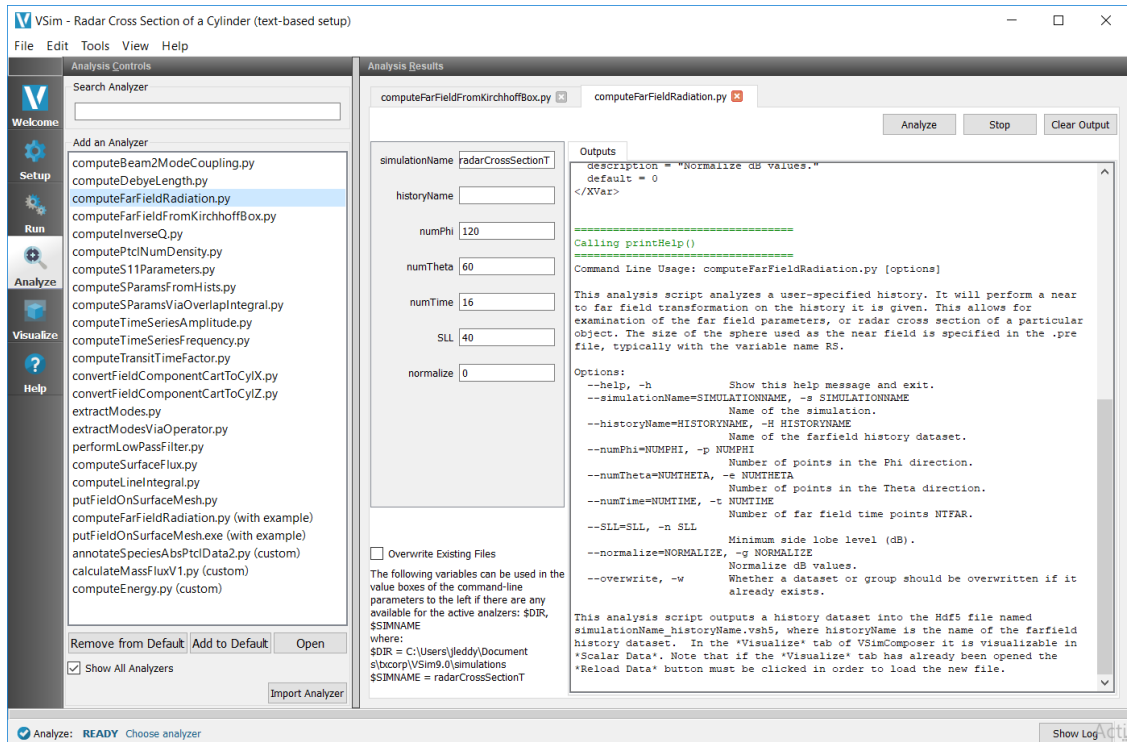 VSim - Radar Cross Section of a Cylinder (text-based setup)
File Edit Tools View Help
Analysis Controls
Welcome
Setup
Run
Analyze
Visualize
Help
Search Analyzer
Add an Analyzer
computeBeam2ModeCoupling.py
computeDebyeLength.py
computeFarFieldRadiation.py
computeFarFieldFromKirchhoffBox.py
computeInverseQ.py
computePtclNumDensity.py
computeS11Parameters.py
computeSParamsFromHists.py
computeSParamsViaOverlapIntegral.py
computeTimeSeriesAmplitude.py
computeTimeSeriesFrequency.py
computeTransitTimeFactor.py
convertFieldComponentCartToCylX.py
convertFieldComponentCartToCylZ.py
extractModes.py
extractModesViaOperator.py
performLowPassFilter.py
computeSurfaceFlux.py
computeLineIntegral.py
putFieldOnSurfaceMesh.py
computeFarFieldRadiation.py (with example)
putFieldOnSurfaceMesh.exe (with example)
annotateSpeciesAbsPtclData2.py (custom)
calculateMassFluxV1.py (custom)
computeEnergy.py (custom)
Remove from Default Add to Default Open
Show All Analyzers
Import Analyzer
Analysis Results
computeFarFieldFromKirchhoffBox.py computeFarFieldRadiation.py
Analyze Stop Clear Output
simulationName radarCrossSectionT
historyName
numPhi 120
numTheta 60
numTime 16
SLL 40
normalize 0
Overwrite Existing Files
The following variables can be used in the
value boxes of the command-line
parameters to the left if there are any
available for the active analzers: $DIR,
$SIMNAME
where:
$DIR = C:\Users\jleddy\Document
s\txcorp\VSim9.0\simulations
$SIMNAME = radarCrossSectionT
Outputs
description = "Normalize dB values."
default = 0
</XVar>
==================================
Calling printHelp()
==================================
Command Line Usage: computeFarFieldRadiation.py [options]
This analysis script analyzes a user-specified history. It will perform a near
to far field transformation on the history it is given. This allows for
examination of the far field parameters, or radar cross section of a particular
object. The size of the sphere used as the near field is specified in the .pre
file, typically with the variable name RS.
Options:
--help, -h Show this help message and exit.
--simulationName=SIMULATIONNAME, -s SIMULATIONNAME
Name of the simulation.
--historyName=HISTORYNAME, -H HISTORYNAME
Name of the farfield history dataset.
--numPhi=NUMPHI, -p NUMPHI
Number of points in the Phi direction.
--numTheta=NUMTHETA, -e NUMTHETA
Number of points in the Theta direction.
--numTime=NUMTIME, -t NUMTIME
Number of far field time points NTFAR.
--SLL=SLL, -n SLL
Minimum side lobe level (dB).
--normalize=NORMALIZE, -g NORMALIZE
Normalize dB values.
--overwrite, -w Whether a dataset or group should be overwritten if it
already exists.
This analysis script outputs a history dataset into the Hdf5 file named
simulationName_historyName.vsh5, where historyName is the name of the farfield
history dataset. In the *Visualize* tab of VSimComposer it is visualizable in
*Scalar Data*. Note that if the *Visualize* tab has already been opened the
*Reload Data* button must be clicked in order to load the new file.
Analyze: READY Choose analyzer
Show Log